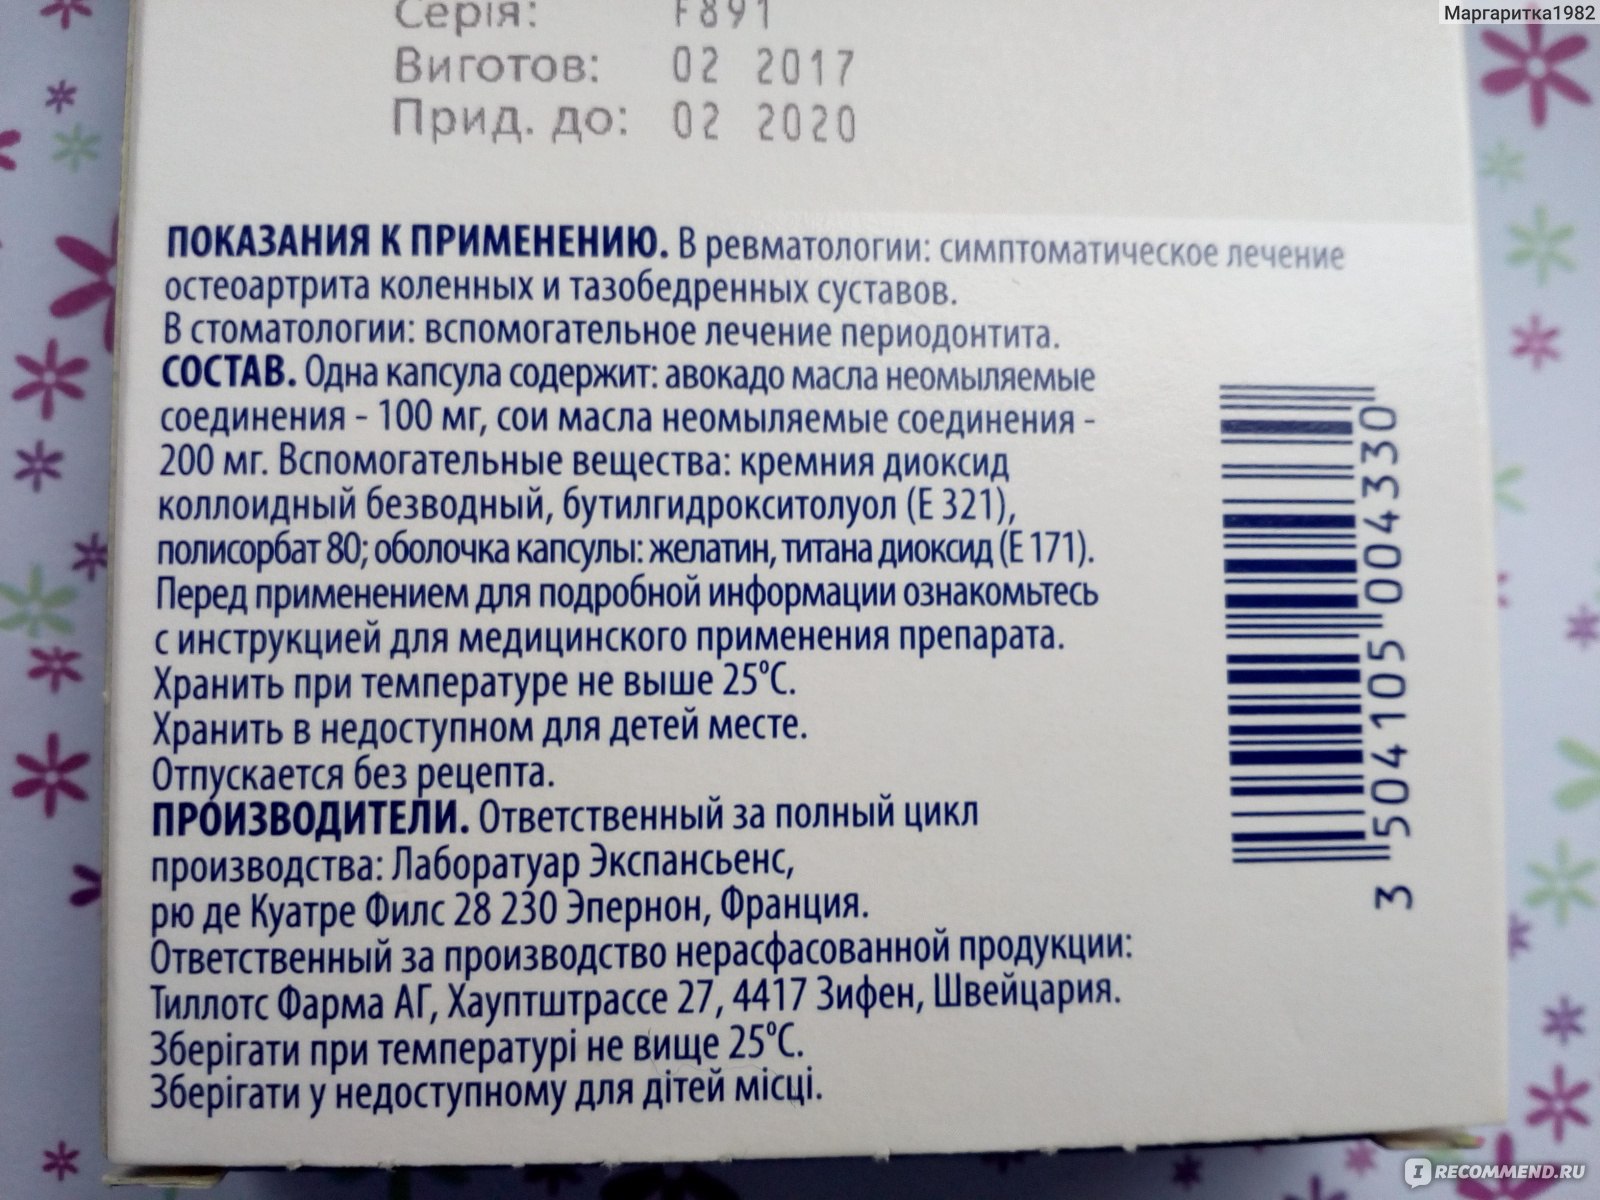 Маргаритка1982
Серія: F891
Виготов: 02 2017
Прид. до: 02 2020
ПОКАЗАНИЯ К ПРИМЕНЕНИЮ. В ревматологии: симптоматическое лечение
остеоартрита коленных и тазобедренных суставов.
В стоматологии: вспомогательное лечение периодонтита.
СОСТАВ. Одна капсула содержит: авокадо масла неомыляемые
соединения - 100 мг, сои масла неомыляемые соединения -
200 мг. Вспомогательные вещества: кремния диоксид
коллоидный безводный, бутилгидрокситолуол (Е 321),
полисорбат 80; оболочка капсулы: желатин, титана диоксид (Е 171).
Перед применением для подробной информации ознакомьтесь
с инструкцией для медицинского применения препарата.
Хранить при температуре не выше 25°С.
Хранить в недоступном для детей месте.
Отпускается без рецепта.
ПРОИЗВОДИТЕЛИ. Ответственный за полный цикл
производства: Лаборатуар Экспансьенс,
рю де Куатре Филс 28 230 Эпернон, Франция.
Ответственный за производство нерасфасованной продукции:
Тиллотс Фарма АГ, Хауптштрассе 27, 4417 Зифен, Швейцария.
Зберігати при температурі не вище 25°С.
Зберігати у недоступному для дітей місці.
3 504105 004330
IRECOMMEND.RU